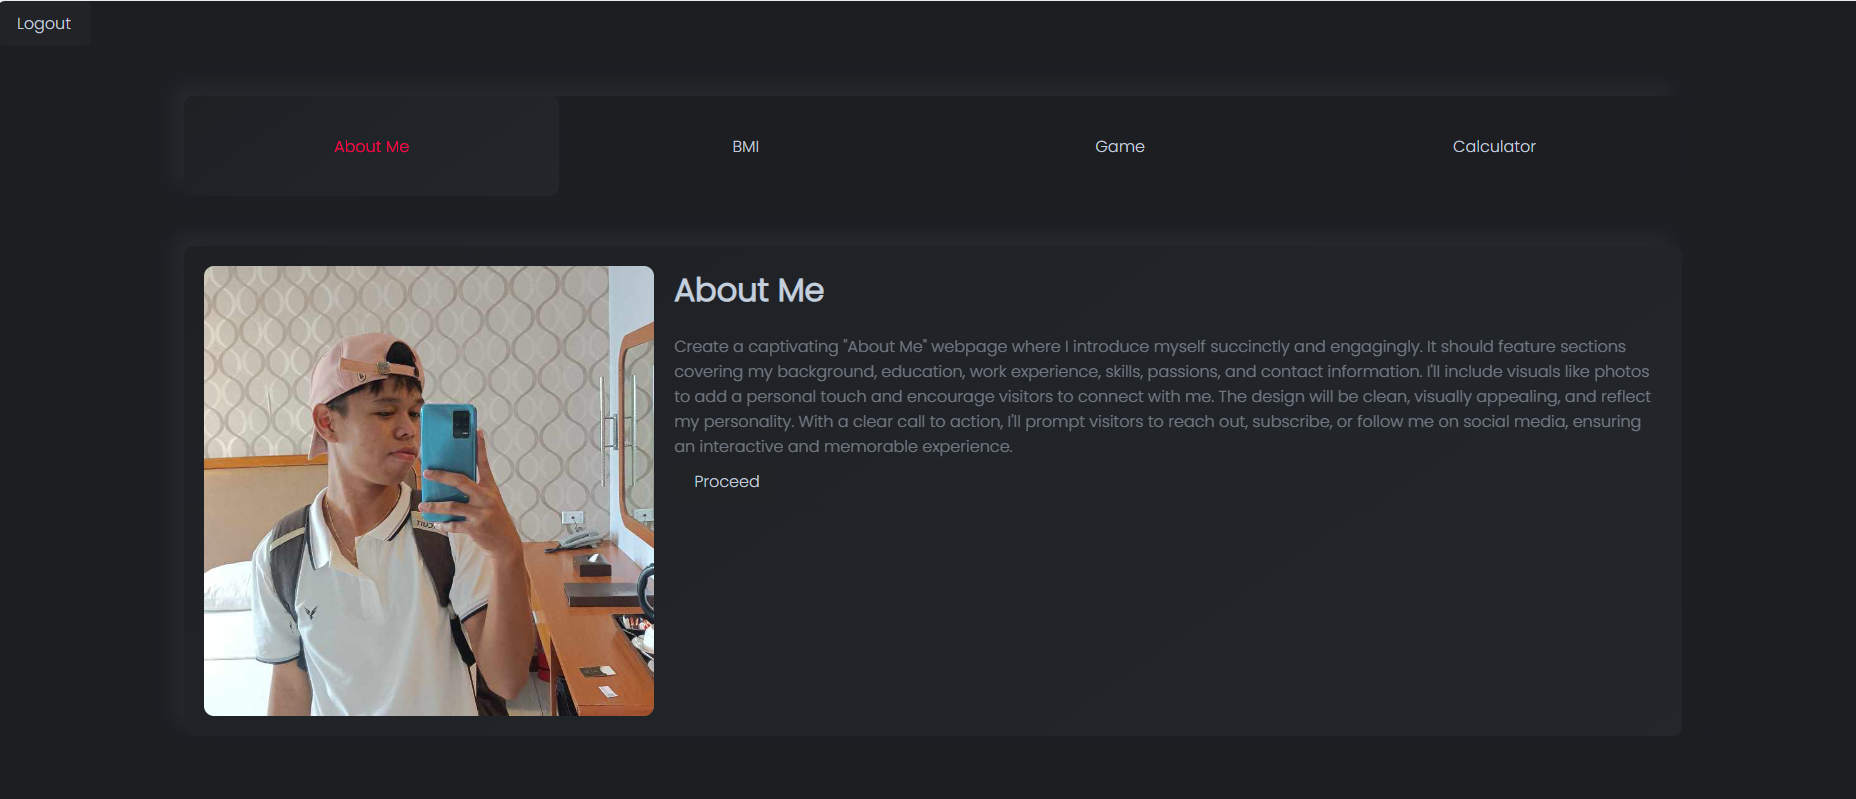 Logout
About Me
BMI
Game
Calculator
About Me
Create a captivating "About Me" webpage where I introduce myself succinctly and engagingly. It should feature sections
covering my background, education, work experience, skills, passions, and contact information. I'll include visuals like photos
to add a personal touch and encourage visitors to connect with me. The design will be clean, visually appealing, and reflect
my personality. With a clear call to action, I'll prompt visitors to reach out, subscribe, or follow me on social media, ensuring
an interactive and memorable experience.
Proceed